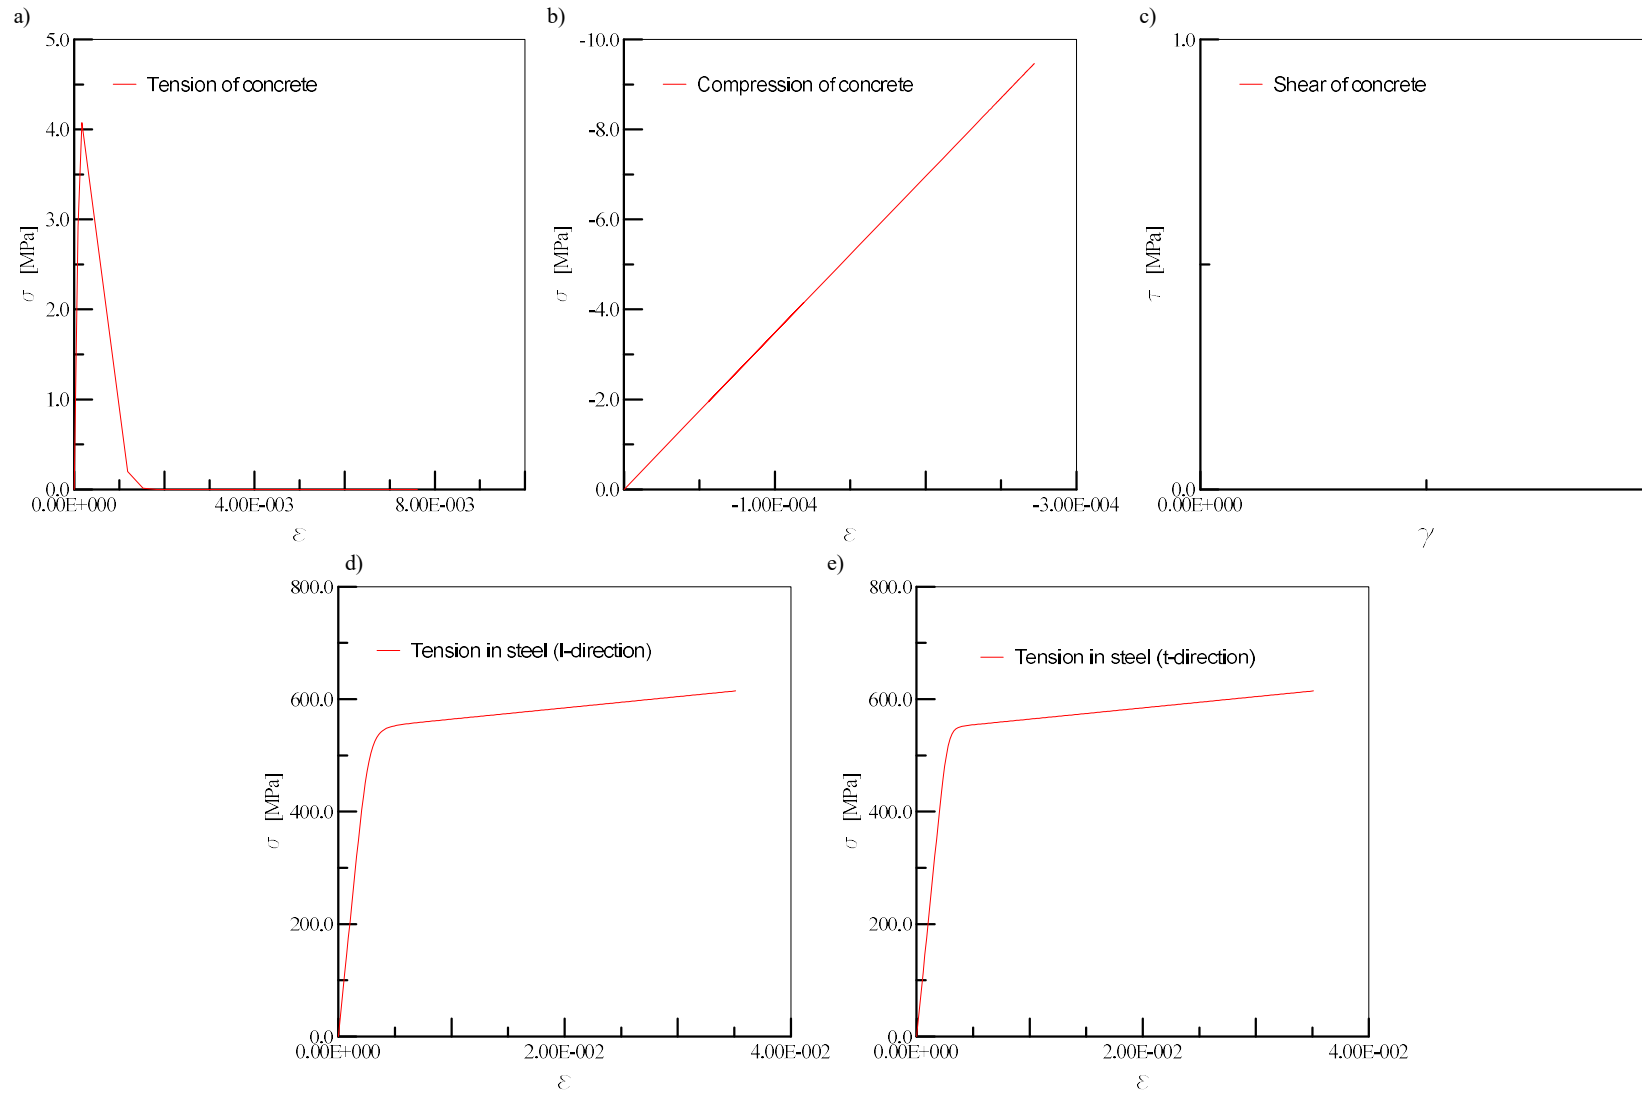 a)
5.0
4.0
3.0
2.0
1.0
0.0
σ [MPa]
Tension of concrete
0.00E+000
4.00E-003
8.00E-003
ε
b)
-10.0
-8.0
-6.0
-4.0
-2.0
0.0
σ [MPa]
Compression of concrete
-1.00E-004
-3.00E-004
ε
c)
1.0
0.0
τ [MPa]
Shear of concrete
0.00E+000
γ
d)
800.0
600.0
400.0
200.0
0.0
σ [MPa]
Tension in steel (l-direction)
0.00E+000
2.00E-002
4.00E-002
ε
e)
800.0
600.0
400.0
200.0
0.0
σ [MPa]
Tension in steel (t-direction)
0.00E+000
2.00E-002
4.00E-002
ε